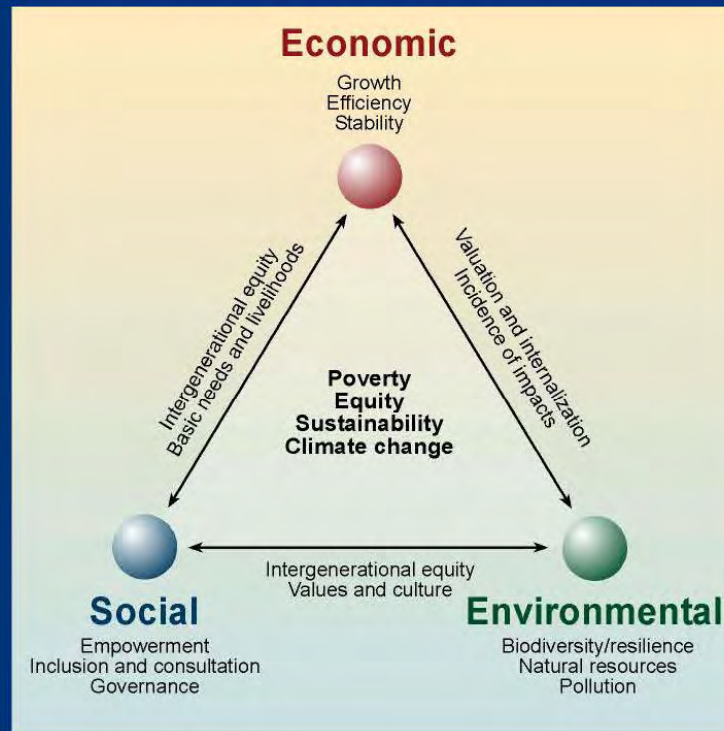 Economic
Growth
Efficiency
Stability
Intergenerational equity
Basic needs and livelihoods
Valuation and internalization
Incidence of impacts
Poverty
Equity
Sustainability
Climate change
Intergenerational equity
Values and culture
Social
Empowerment
Inclusion and consultation
Governance
Environmental
Biodiversity/resilience
Natural resources
Pollution